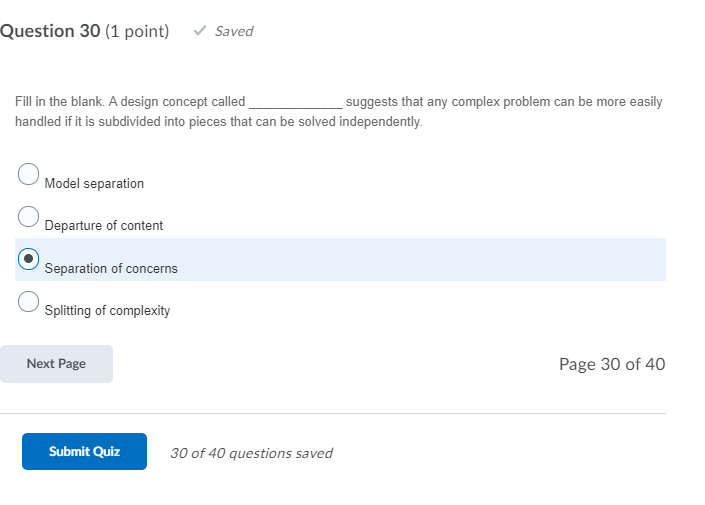 Question 30 (1 point) ✓ Saved
Fill in the blank. A design concept called _____________ suggests that any complex problem can be more easily
handled if it is subdivided into pieces that can be solved independently.
Model separation
Departure of content
Separation of concerns
Splitting of complexity
Next Page
Page 30 of 40
Submit Quiz
30 of 40 questions saved